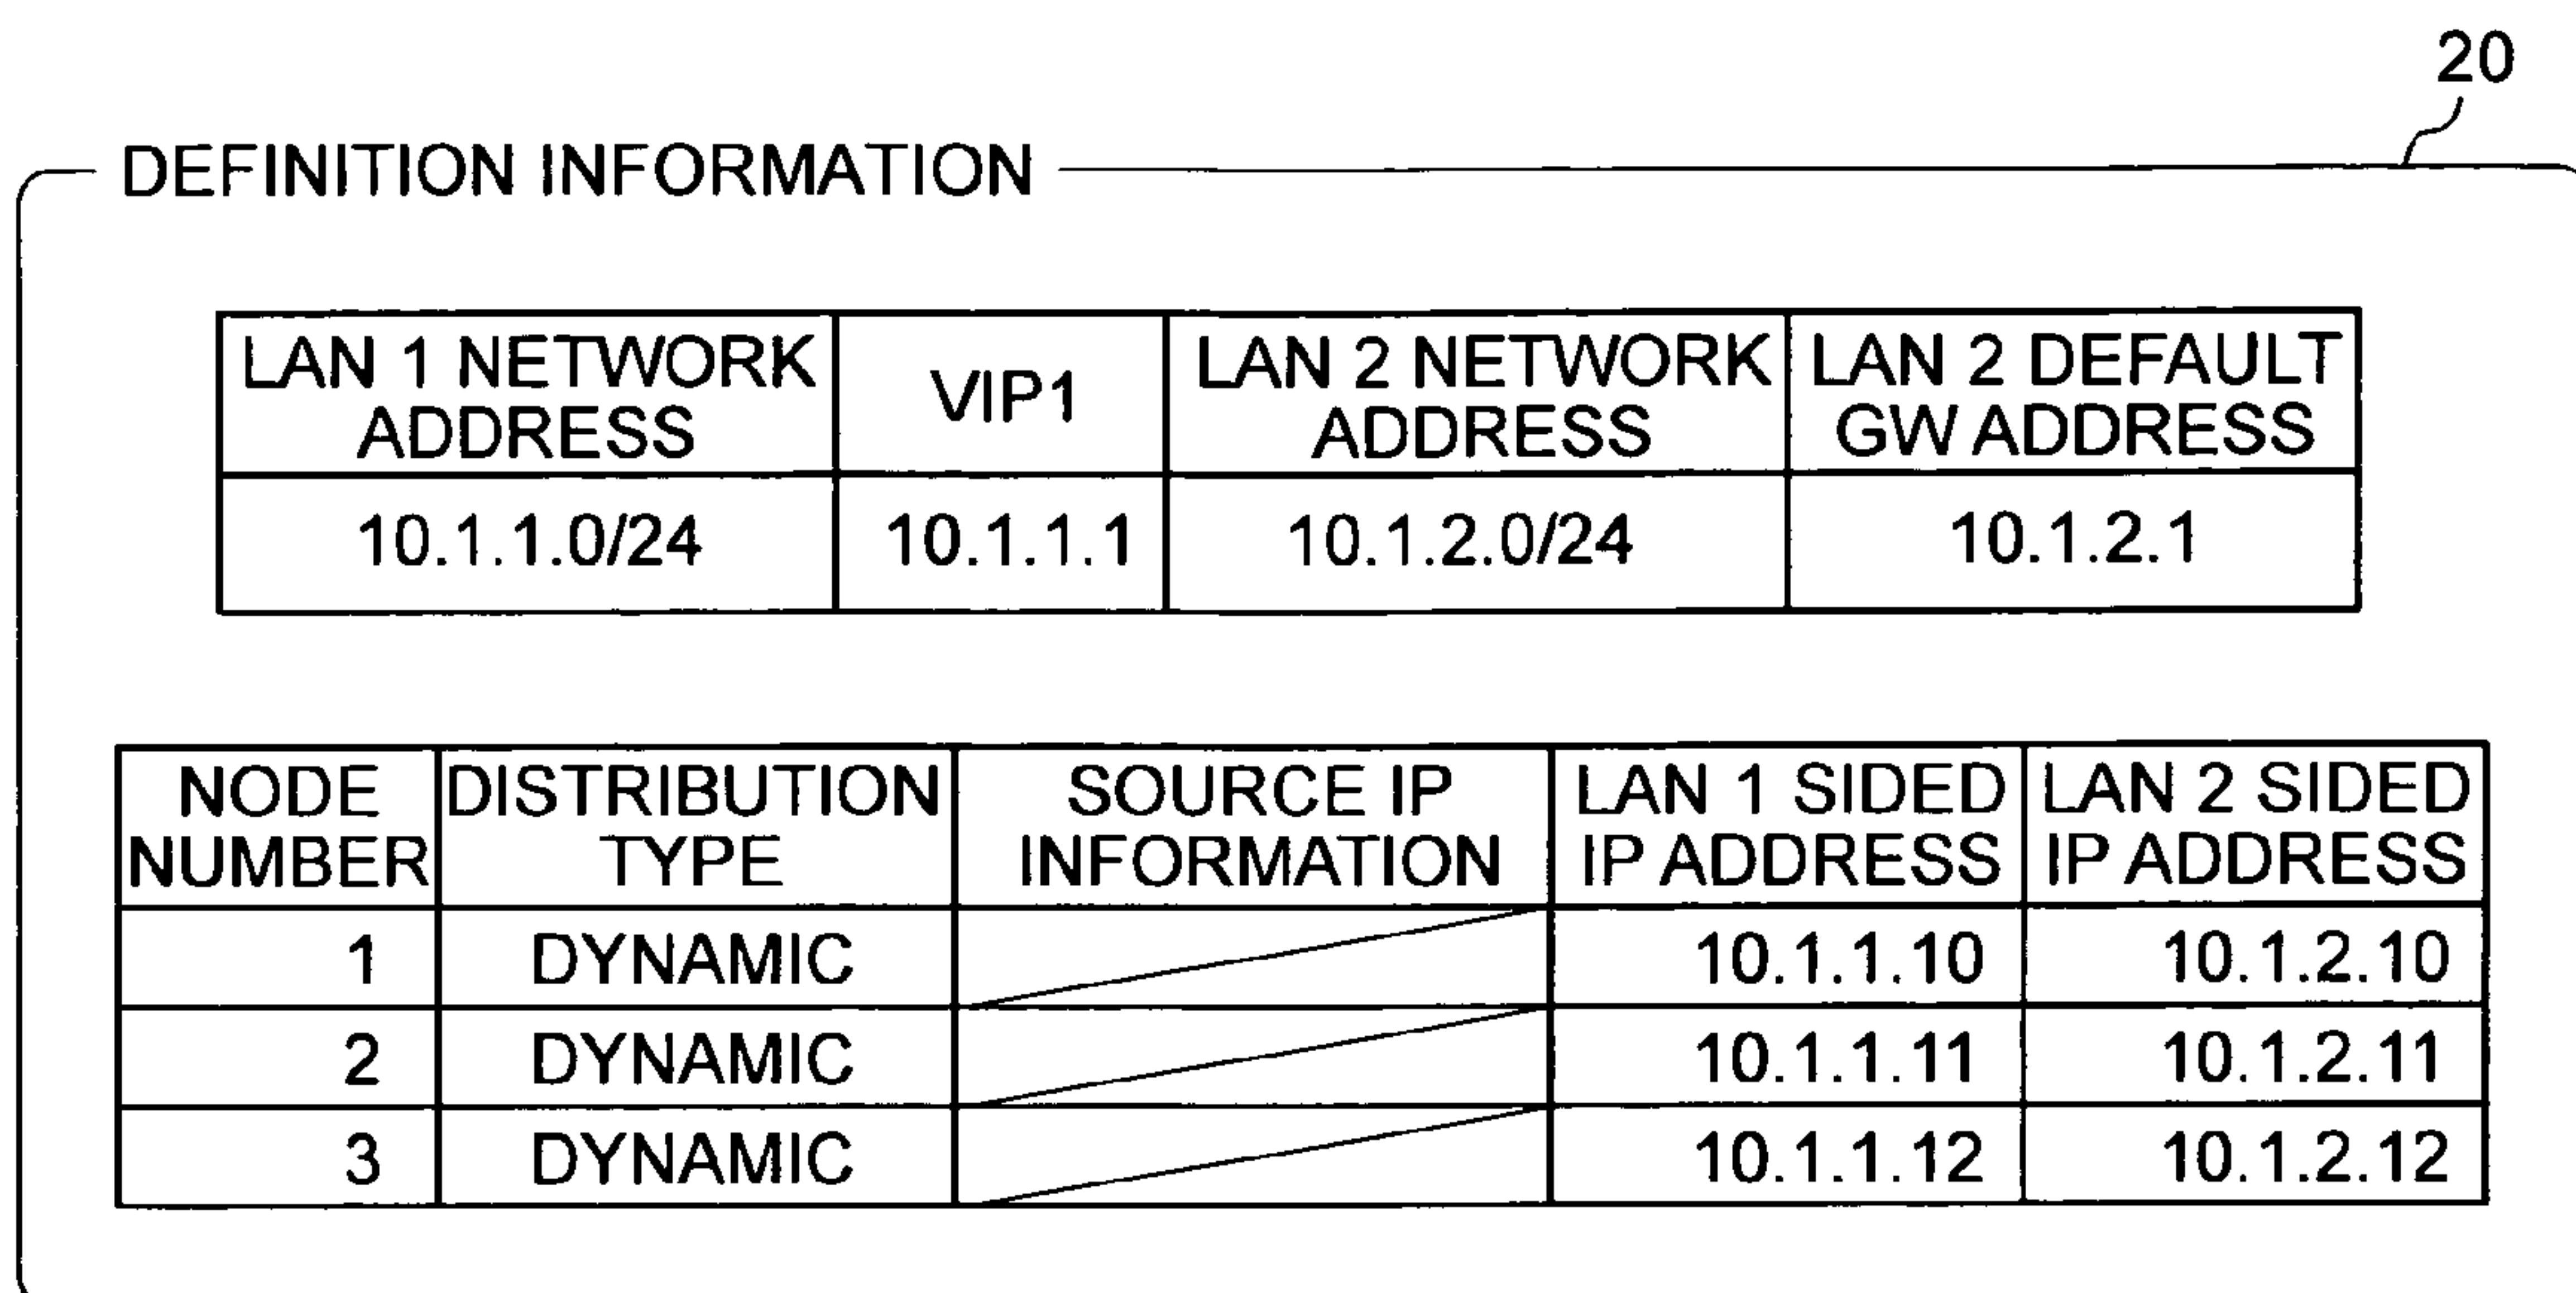 20
DEFINITION INFORMATION
LAN 1 NETWORK ADDRESS VIP1 LAN 2 NETWORK ADDRESS LAN 2 DEFAULT GW ADDRESS
10.1.1.0/24 10.1.1.1 10.1.2.0/24 10.1.2.1
NODE NUMBER DISTRIBUTION TYPE SOURCE IP INFORMATION LAN 1 SIDED IP ADDRESS LAN 2 SIDED IP ADDRESS
1 DYNAMIC 10.1.1.10 10.1.2.10
2 DYNAMIC 10.1.1.11 10.1.2.11
3 DYNAMIC 10.1.1.12 10.1.2.12